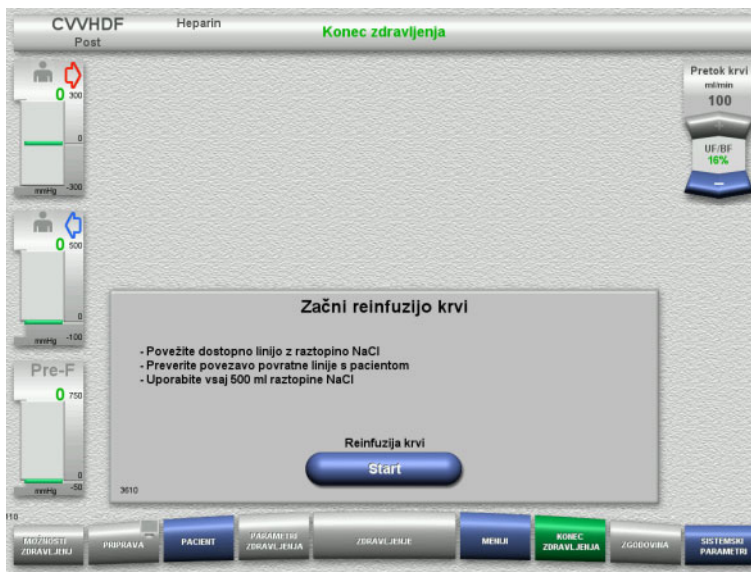 CVVHDF
Post
Heparin
Konec zdravljenja
0
300
0
mmHg
-300
0
500
0
mmHg
-100
Pre-F
0
750
0
mmHg
-50
Pretok krvi
ml/min
100
UF/BF
16%
Začni reinfuzijo krvi
- Povežite dostopno linijo z raztopino NaCl
- Preverite povezavo povratne linije s pacientom
- Uporabite vsaj 500 ml raztopine NaCl
Reinfuzija krvi
Start
3610
MOŽNOSTI
ZDRAVLJENJ
PRIPRAVA
PACIENT
PARAMETRI
ZDRAVLJENJA
ZDRAVLJENJE
MENIJI
KONEC
ZDRAVLJENJA
ZGODOVINA
SISTEMSKI
PARAMETRI